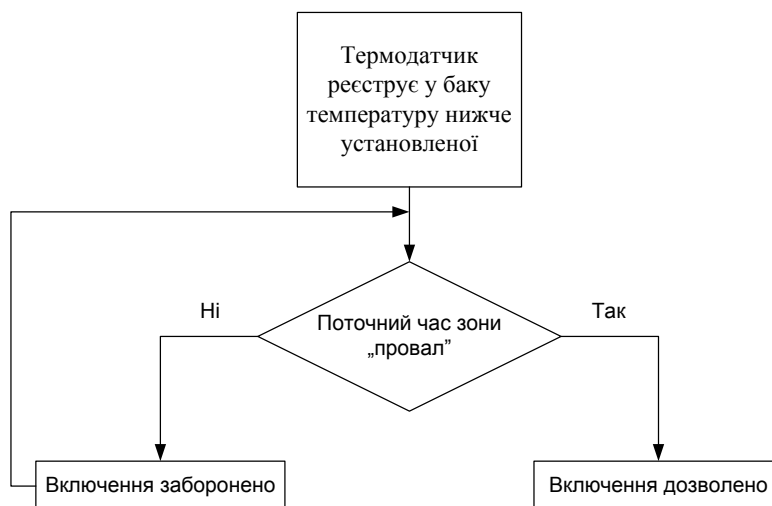 Термодатчик
реєструє у баку
температуру нижче
установленої
Ні
Поточний час зони
„провал”
Так
Включення заборонено
Включення дозволено